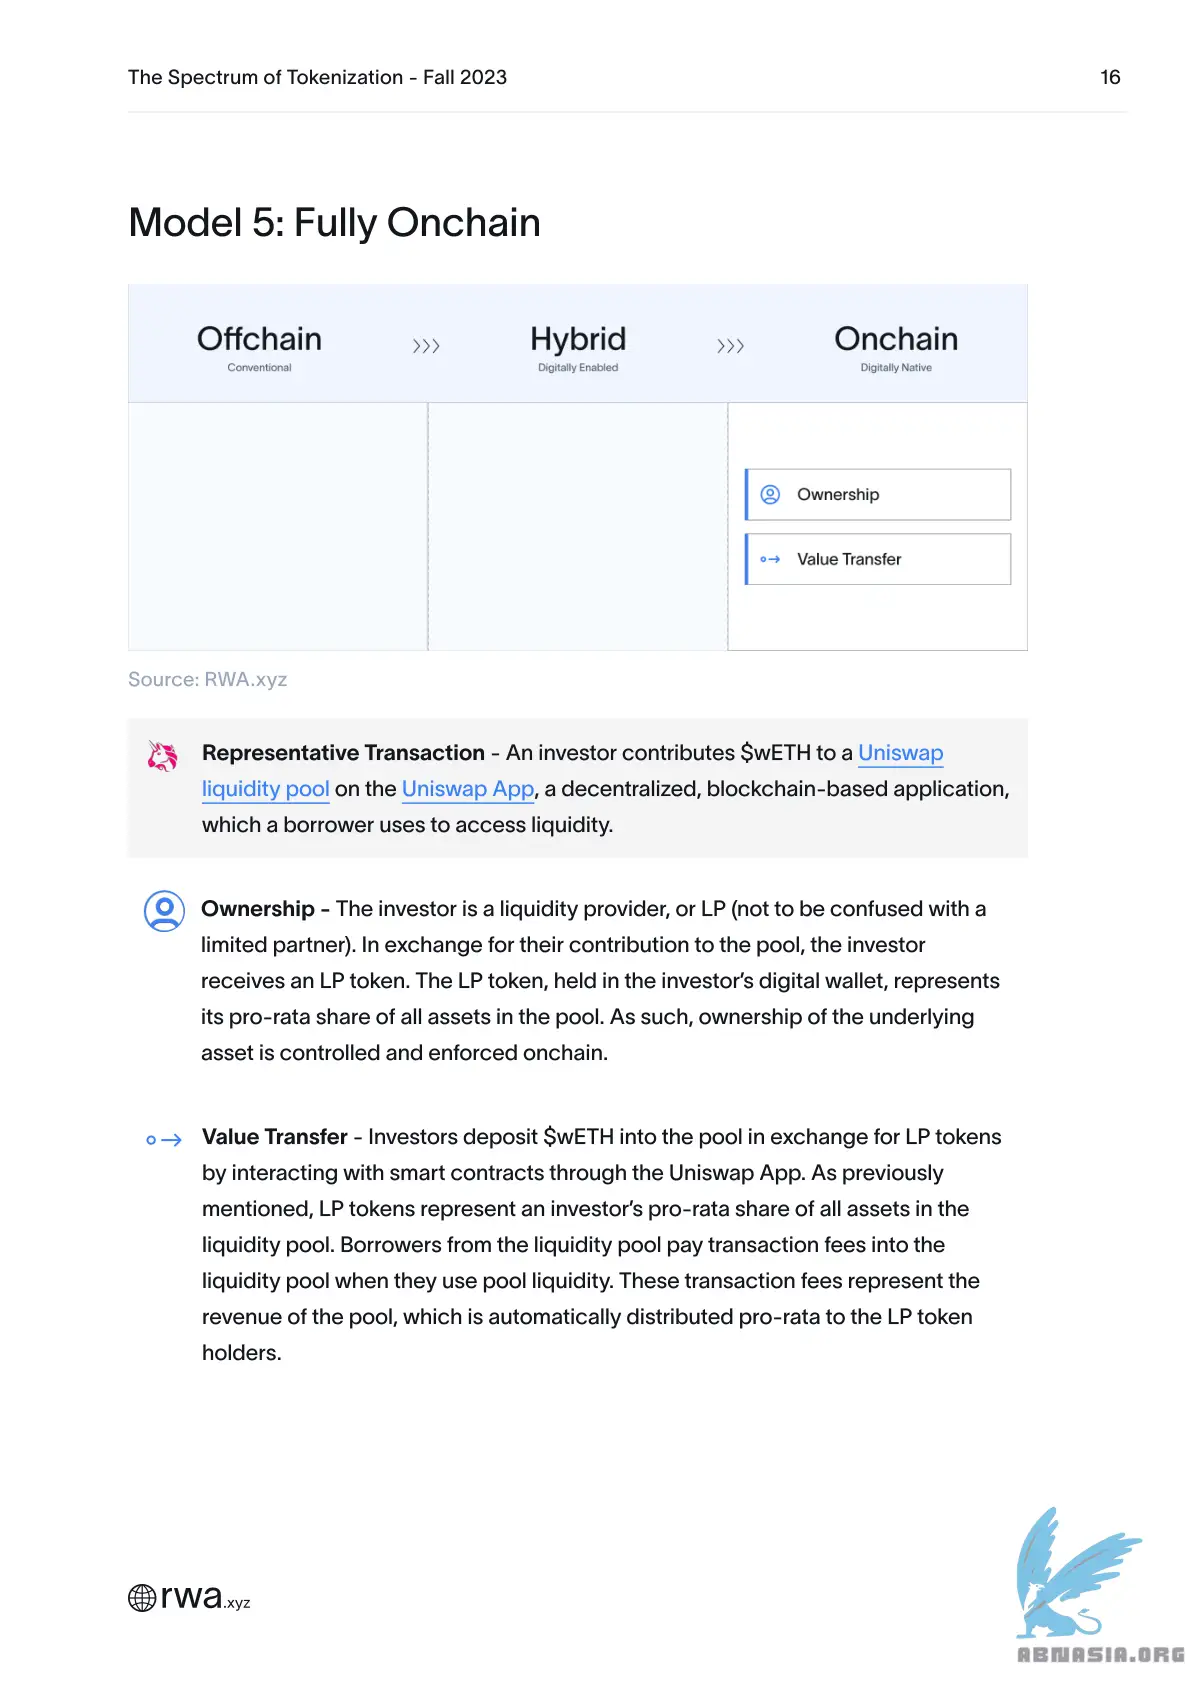 The Spectrum of Tokenization - Fall 2023
16
Model 5: Fully Onchain
Offchain
Conventional
Hybrid
Digitally Enabled
Onchain
Digitally Native
Ownership
Value Transfer
Source: RWA.xyz
Representative Transaction - An investor contributes $wETH to a Uniswap
liquidity pool on the Uniswap App, a decentralized, blockchain-based application,
which a borrower uses to access liquidity.
Ownership - The investor is a liquidity provider, or LP (not to be confused with a
limited partner). In exchange for their contribution to the pool, the investor
receives an LP token. The LP token, held in the investor's digital wallet, represents
its pro-rata share of all assets in the pool. As such, ownership of the underlying
asset is controlled and enforced onchain.
Value Transfer - Investors deposit $wETH into the pool in exchange for LP tokens
by interacting with smart contracts through the Uniswap App. As previously
mentioned, LP tokens represent an investor's pro-rata share of all assets in the
liquidity pool. Borrowers from the liquidity pool pay transaction fees into the
liquidity pool when they use pool liquidity. These transaction fees represent the
revenue of the pool, which is automatically distributed pro-rata to the LP token
holders.
rwa.xyz
ABNASIA.ORG